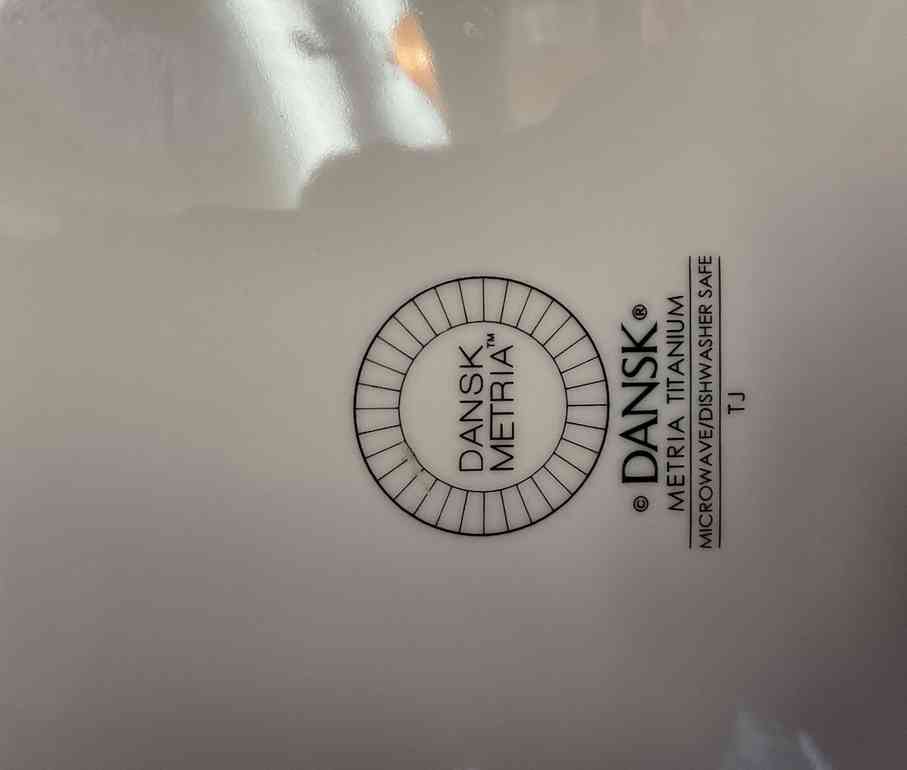 DANSK
METRIA™
© DANSK ®
METRIA TITANIUM
MICROWAVE/DISHWASHER SAFE
TJ